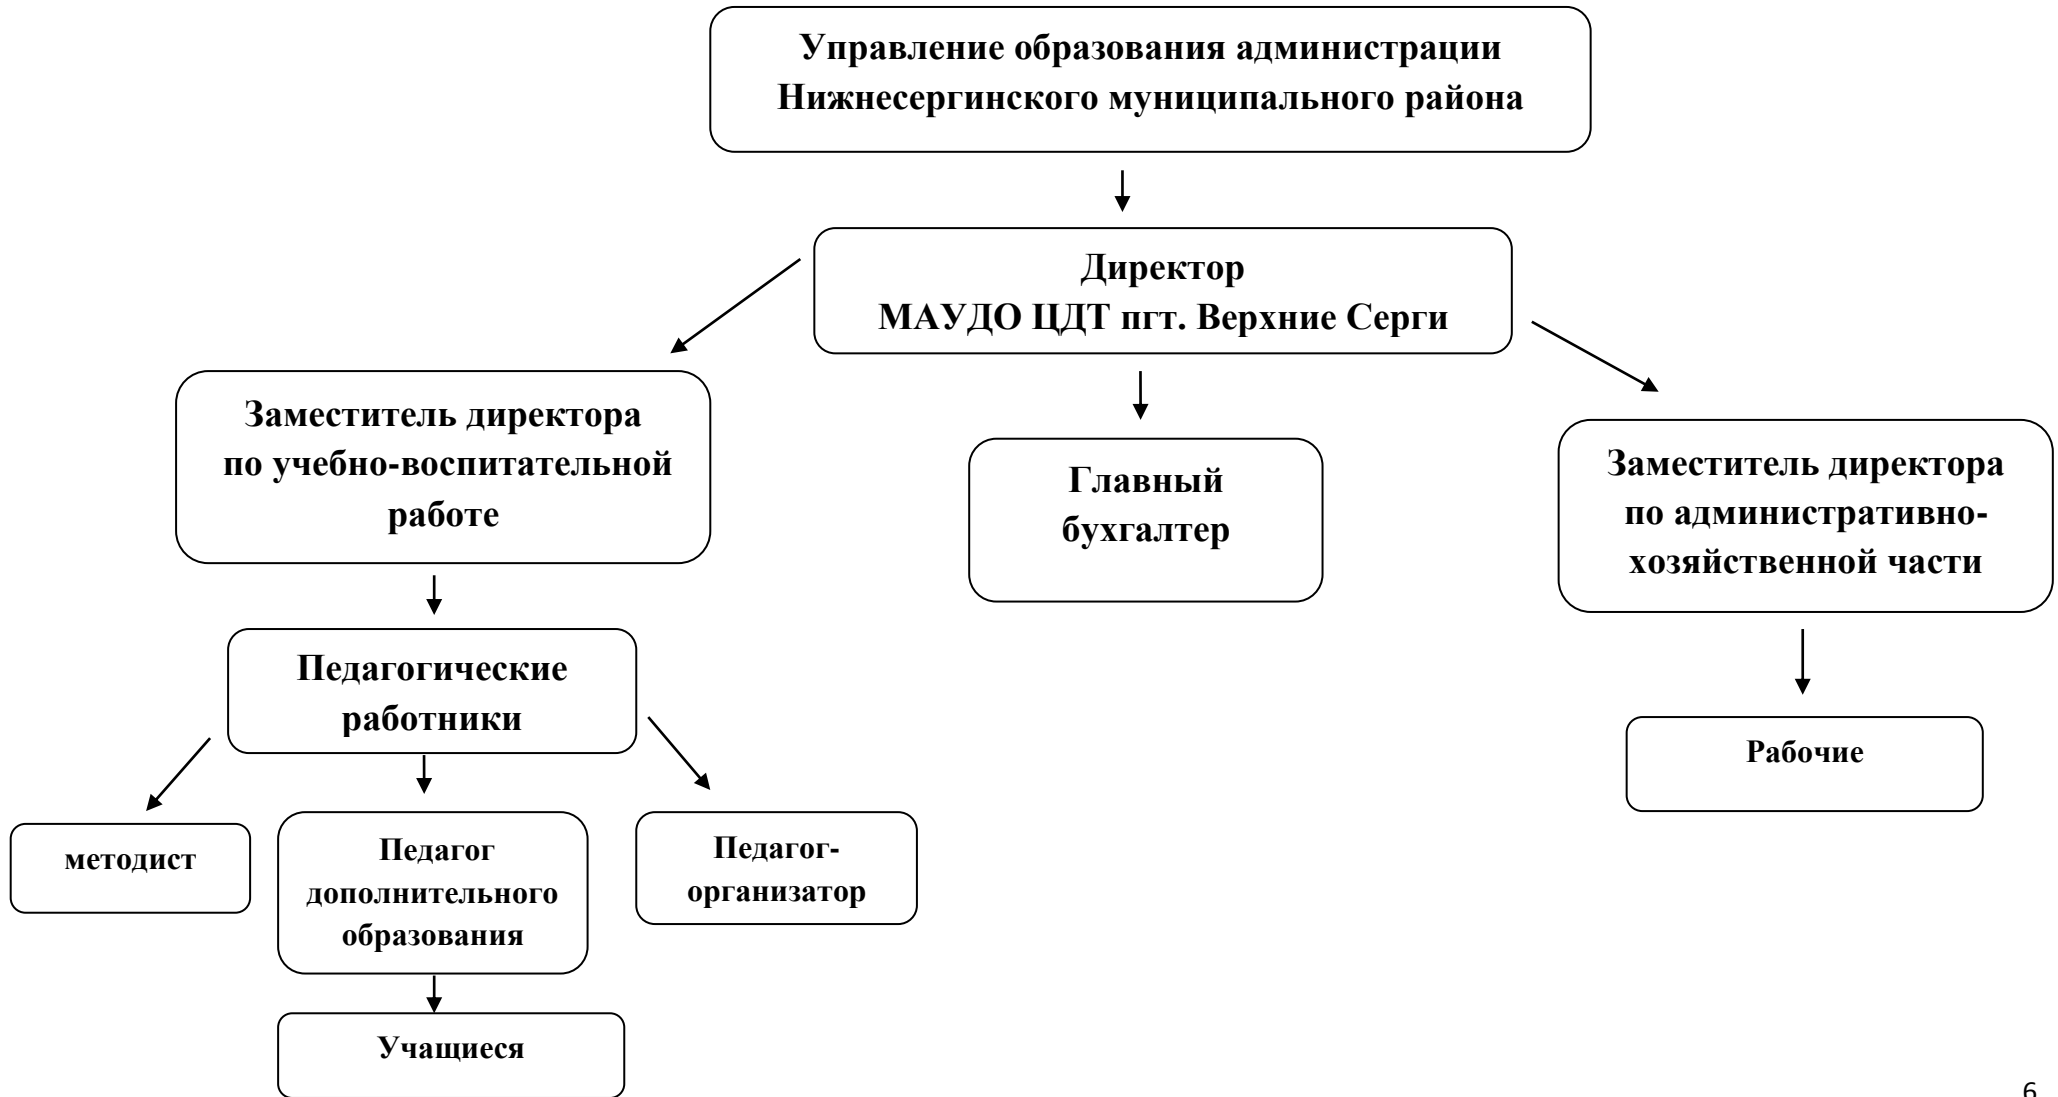 Управление образования администрации
Нижнесергинского муниципального района
Директор
МАУДО ЦДТ пгт. Верхние Серги
Заместитель директора
по учебно-воспитательной
работе
Главный
бухгалтер
Заместитель директора
по административно-
хозяйственной части
Педагогические
работники
Рабочие
методист
Педагог
дополнительного
образования
Педагог-
организатор
Учащиеся
6